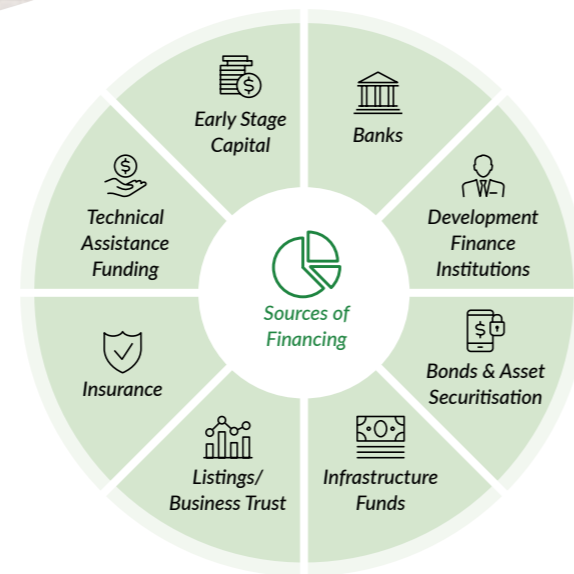 Early Stage
Capital
Banks
Development
Finance
Institutions
Bonds & Asset
Securitisation
Infrastructure
Funds
Listings/
Business Trust
Insurance
Technical
Assistance
Funding
Sources of
Financing